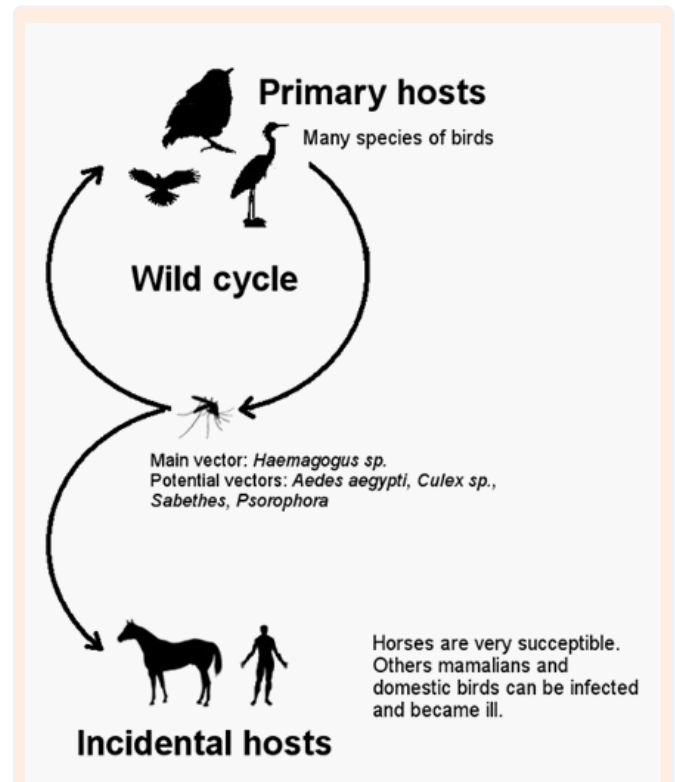 Primary hosts
Many species of birds
Wild cycle
Main vector: Haemagogus sp.
Potential vectors: Aedes aegypti, Culex sp.,
Sabethes, Psorophora
Horses are very succeptible.
Others mamalians and
domestic birds can be infected
and became ill.
Incidental hosts